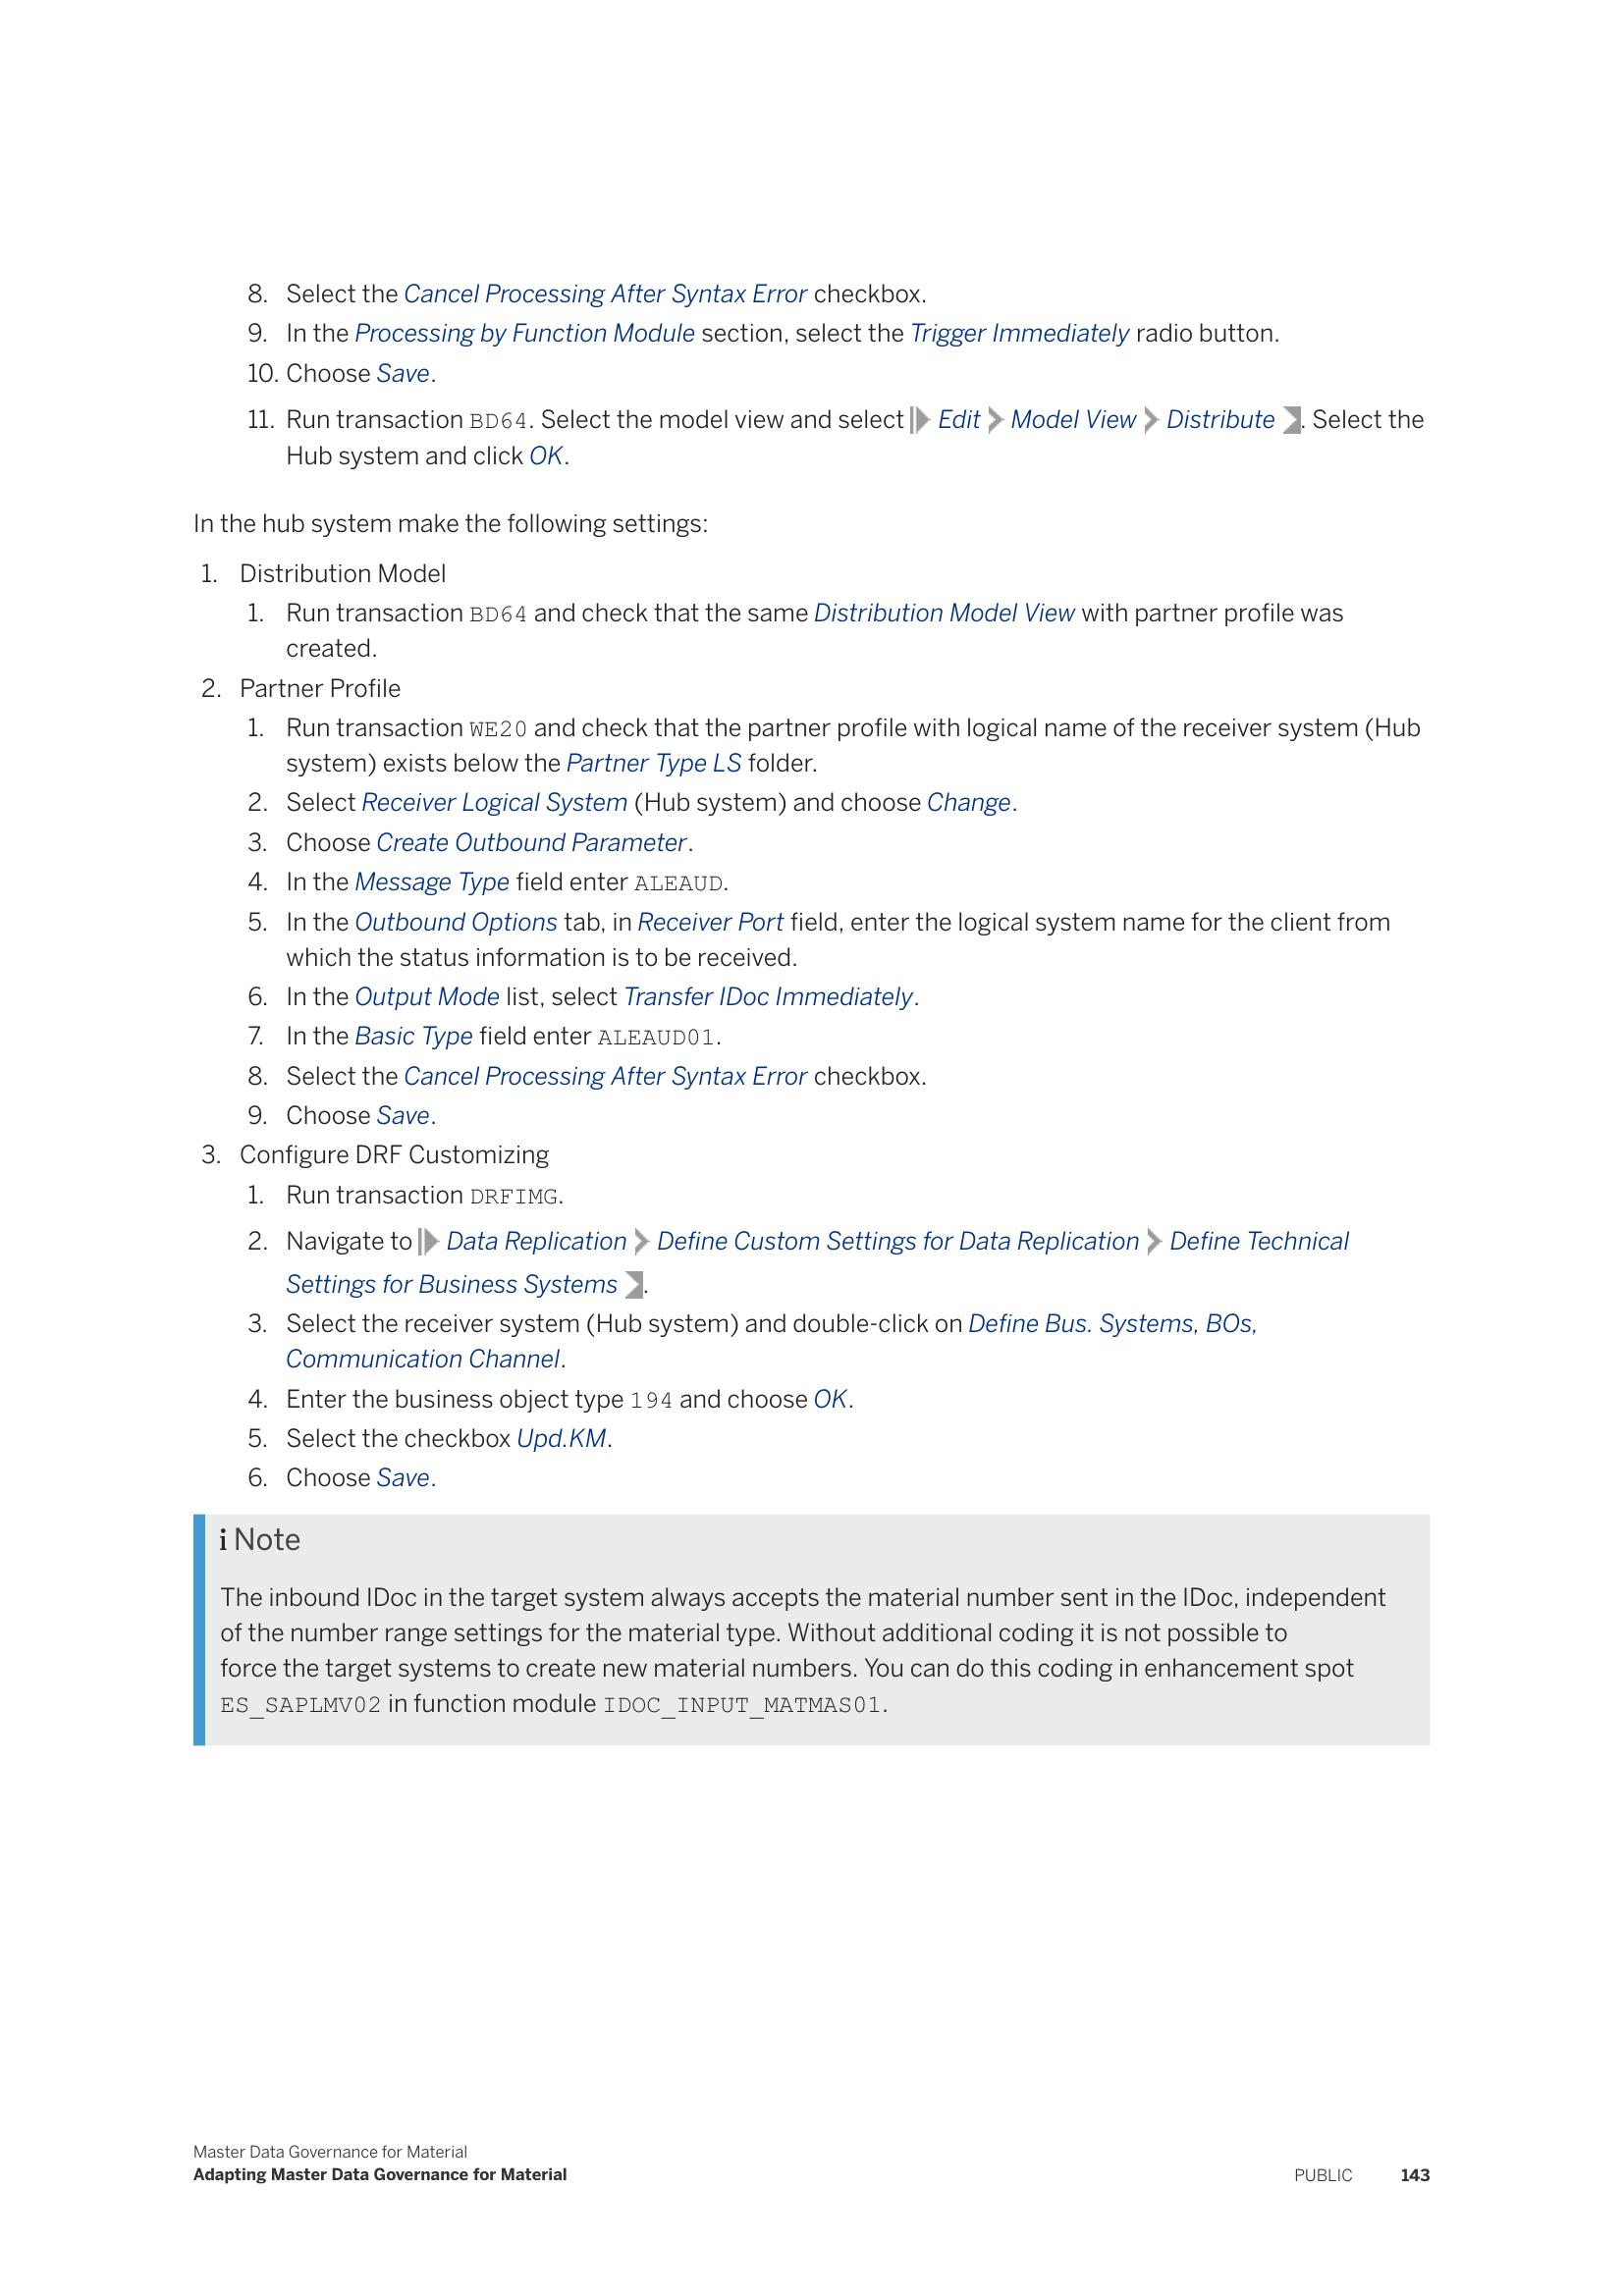 8. Select the Cancel Processing After Syntax Error checkbox.
9. In the Processing by Function Module section, select the Trigger Immediately radio button.
10. Choose Save.
11. Run transaction BD64. Select the model view and select Edit > Model View > Distribute. Select the
Hub system and click OK.
In the hub system make the following settings:
1. Distribution Model
1. Run transaction BD64 and check that the same Distribution Model View with partner profile was
created.
2. Partner Profile
1. Run transaction WE20 and check that the partner profile with logical name of the receiver system (Hub
system) exists below the Partner Type LS folder.
2. Select Receiver Logical System (Hub system) and choose Change.
3. Choose Create Outbound Parameter.
4. In the Message Type field enter ALEAUD.
5. In the Outbound Options tab, in Receiver Port field, enter the logical system name for the client from
which the status information is to be received.
6. In the Output Mode list, select Transfer IDoc Immediately.
7. In the Basic Type field enter ALEAUD01.
8. Select the Cancel Processing After Syntax Error checkbox.
9. Choose Save.
3. Configure DRF Customizing
1. Run transaction DRFIMG.
2. Navigate to Data Replication > Define Custom Settings for Data Replication > Define Technical
Settings for Business Systems.
3. Select the receiver system (Hub system) and double-click on Define Bus. Systems, BOs,
Communication Channel.
4. Enter the business object type 194 and choose OK.
5. Select the checkbox Upd.KM.
6. Choose Save.
i Note
The inbound IDoc in the target system always accepts the material number sent in the IDoc, independent
of the number range settings for the material type. Without additional coding it is not possible to
force the target systems to create new material numbers. You can do this coding in enhancement spot
ES_SAPLMV02 in function module IDOC_INPUT_MATMAS01.
Master Data Governance for Material
Adapting Master Data Governance for Material
PUBLIC 143